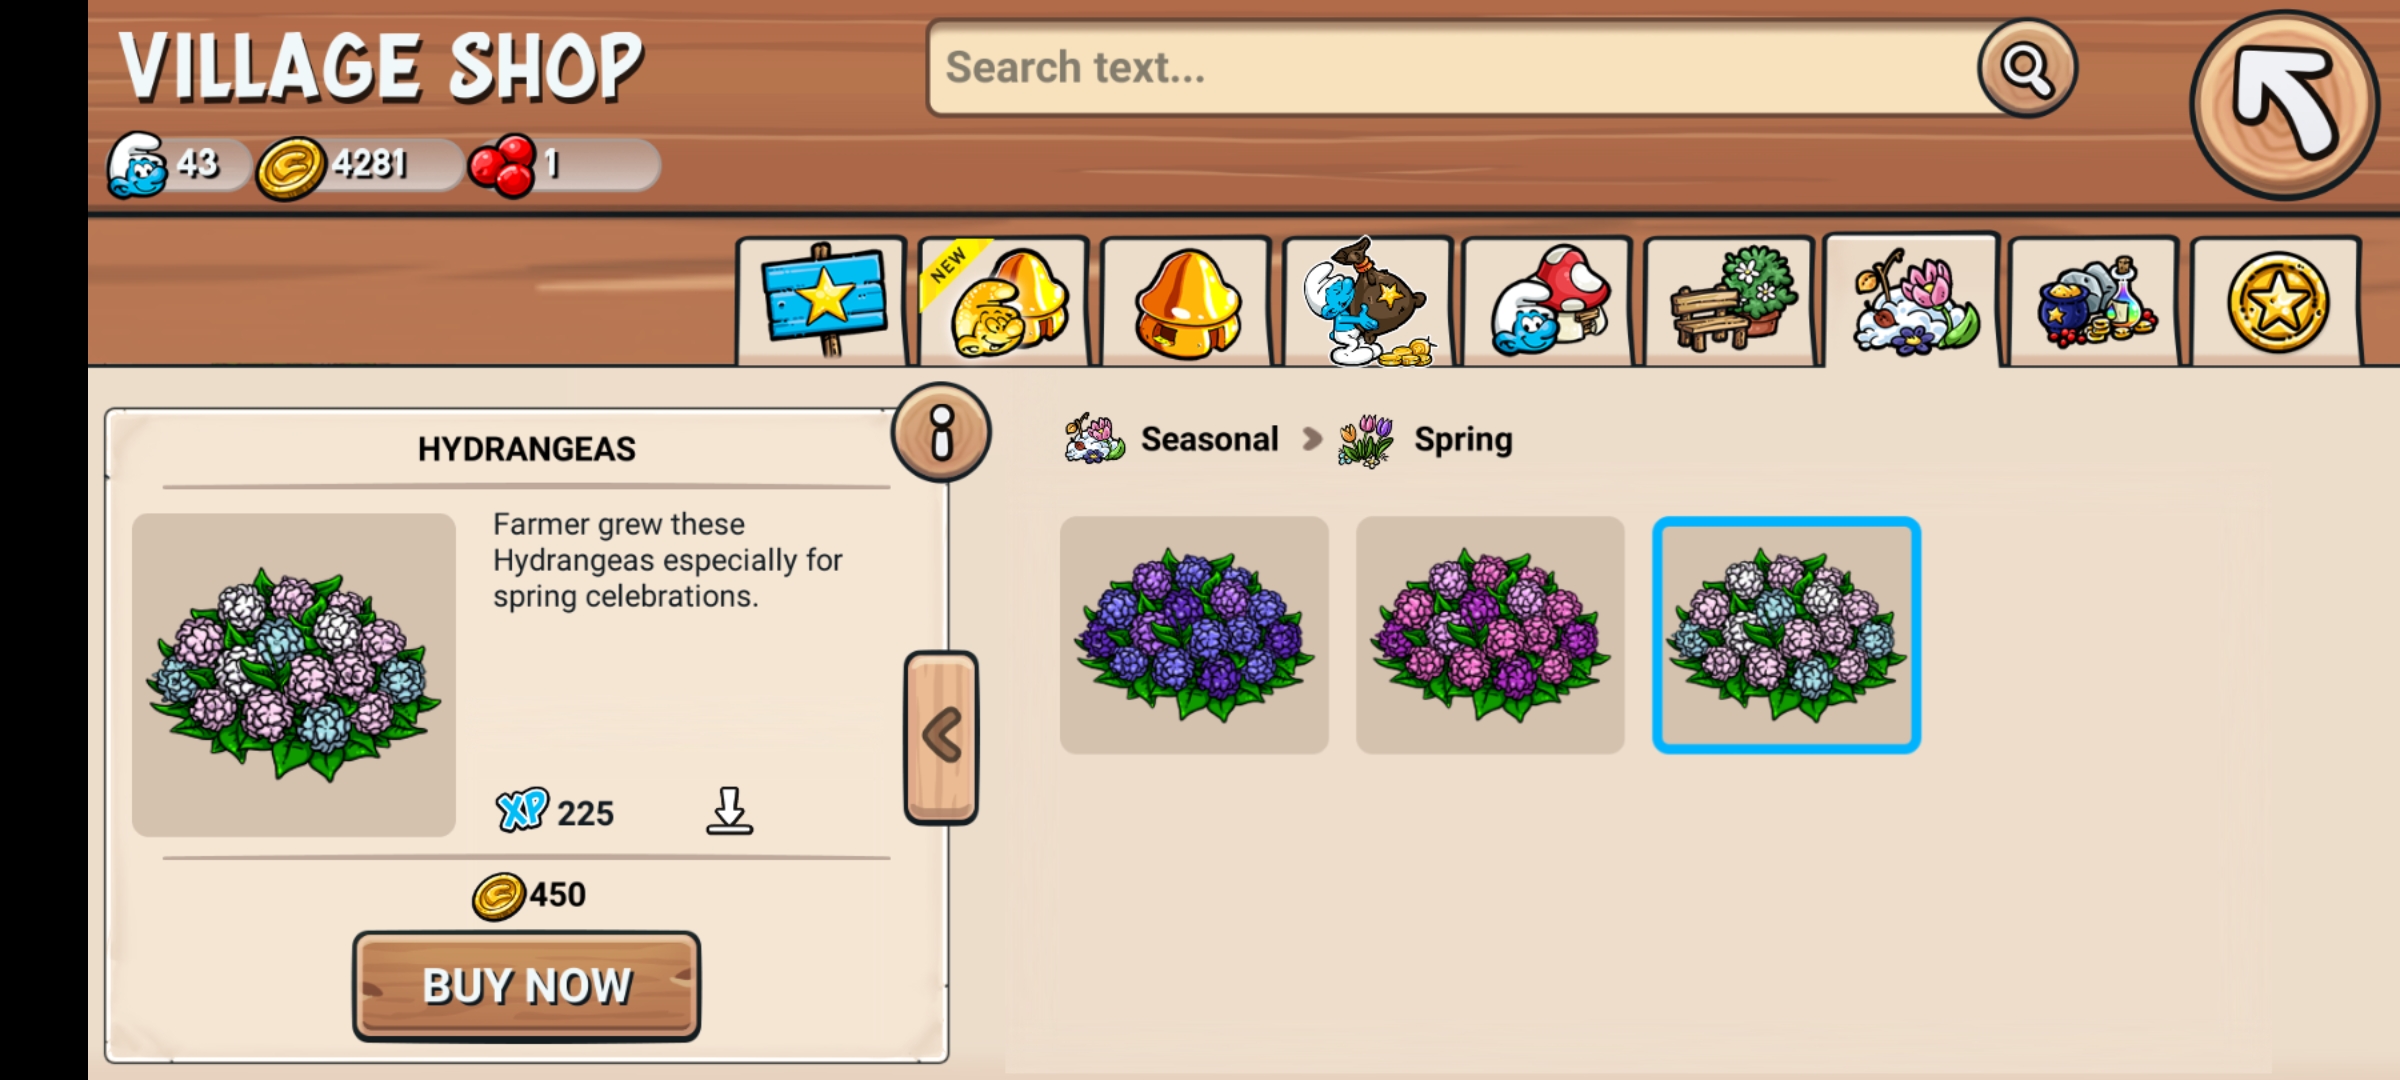 VILLAGE SHOP
Search text...
43
4281
1
NEW
HYDRANGEAS
Farmer grew these
Hydrangeas especially for
spring celebrations.
XP 225
450
BUY NOW
Seasonal > Spring